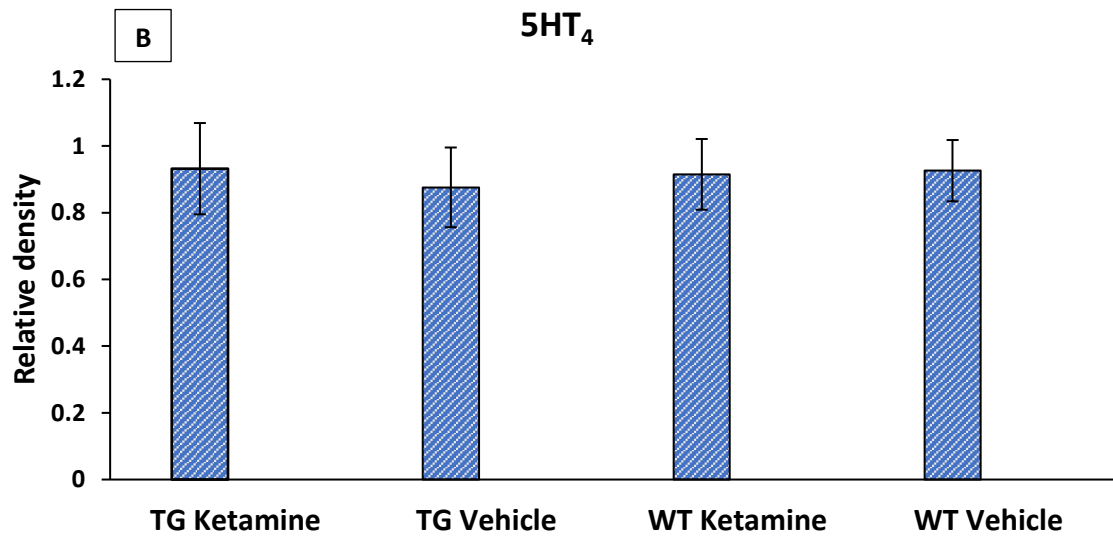 5HT₄
B
1.2
1
0.8
0.6
0.4
0.2
0
Relative density
TG Ketamine TG Vehicle WT Ketamine WT Vehicle